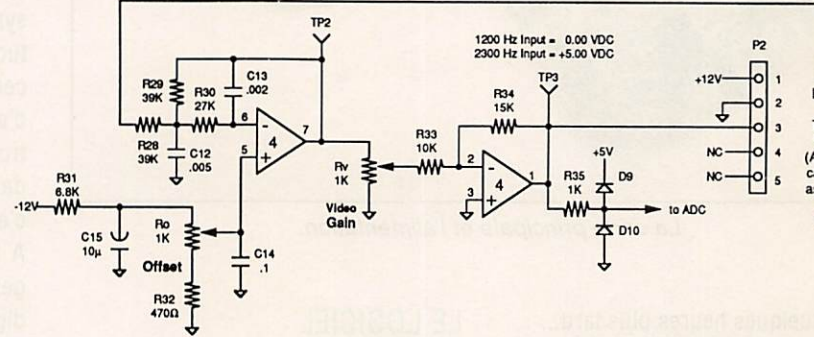 TP2
1200 Hz Input = 0.00 VDC
2300 Hz Input = +5.00 VDC
P2
TP3
+12V
1
2
3
4
5
NC
NC
R29
39K
R30
27K
C13
.002
R34
15K
6
7
5
4
R28
39K
C12
.005
R33
10K
2
1
3
4
+5V
R35
1K
D9
D10
to ADC
R31
6.8K
-12V
Rv
1K
Video
Gain
C15
10µ
Ro
1K
Offset
C14
.1
R32
470Ω
La principale et l'alimentation.
quelques heures plus tard...
LE LOGICIEL